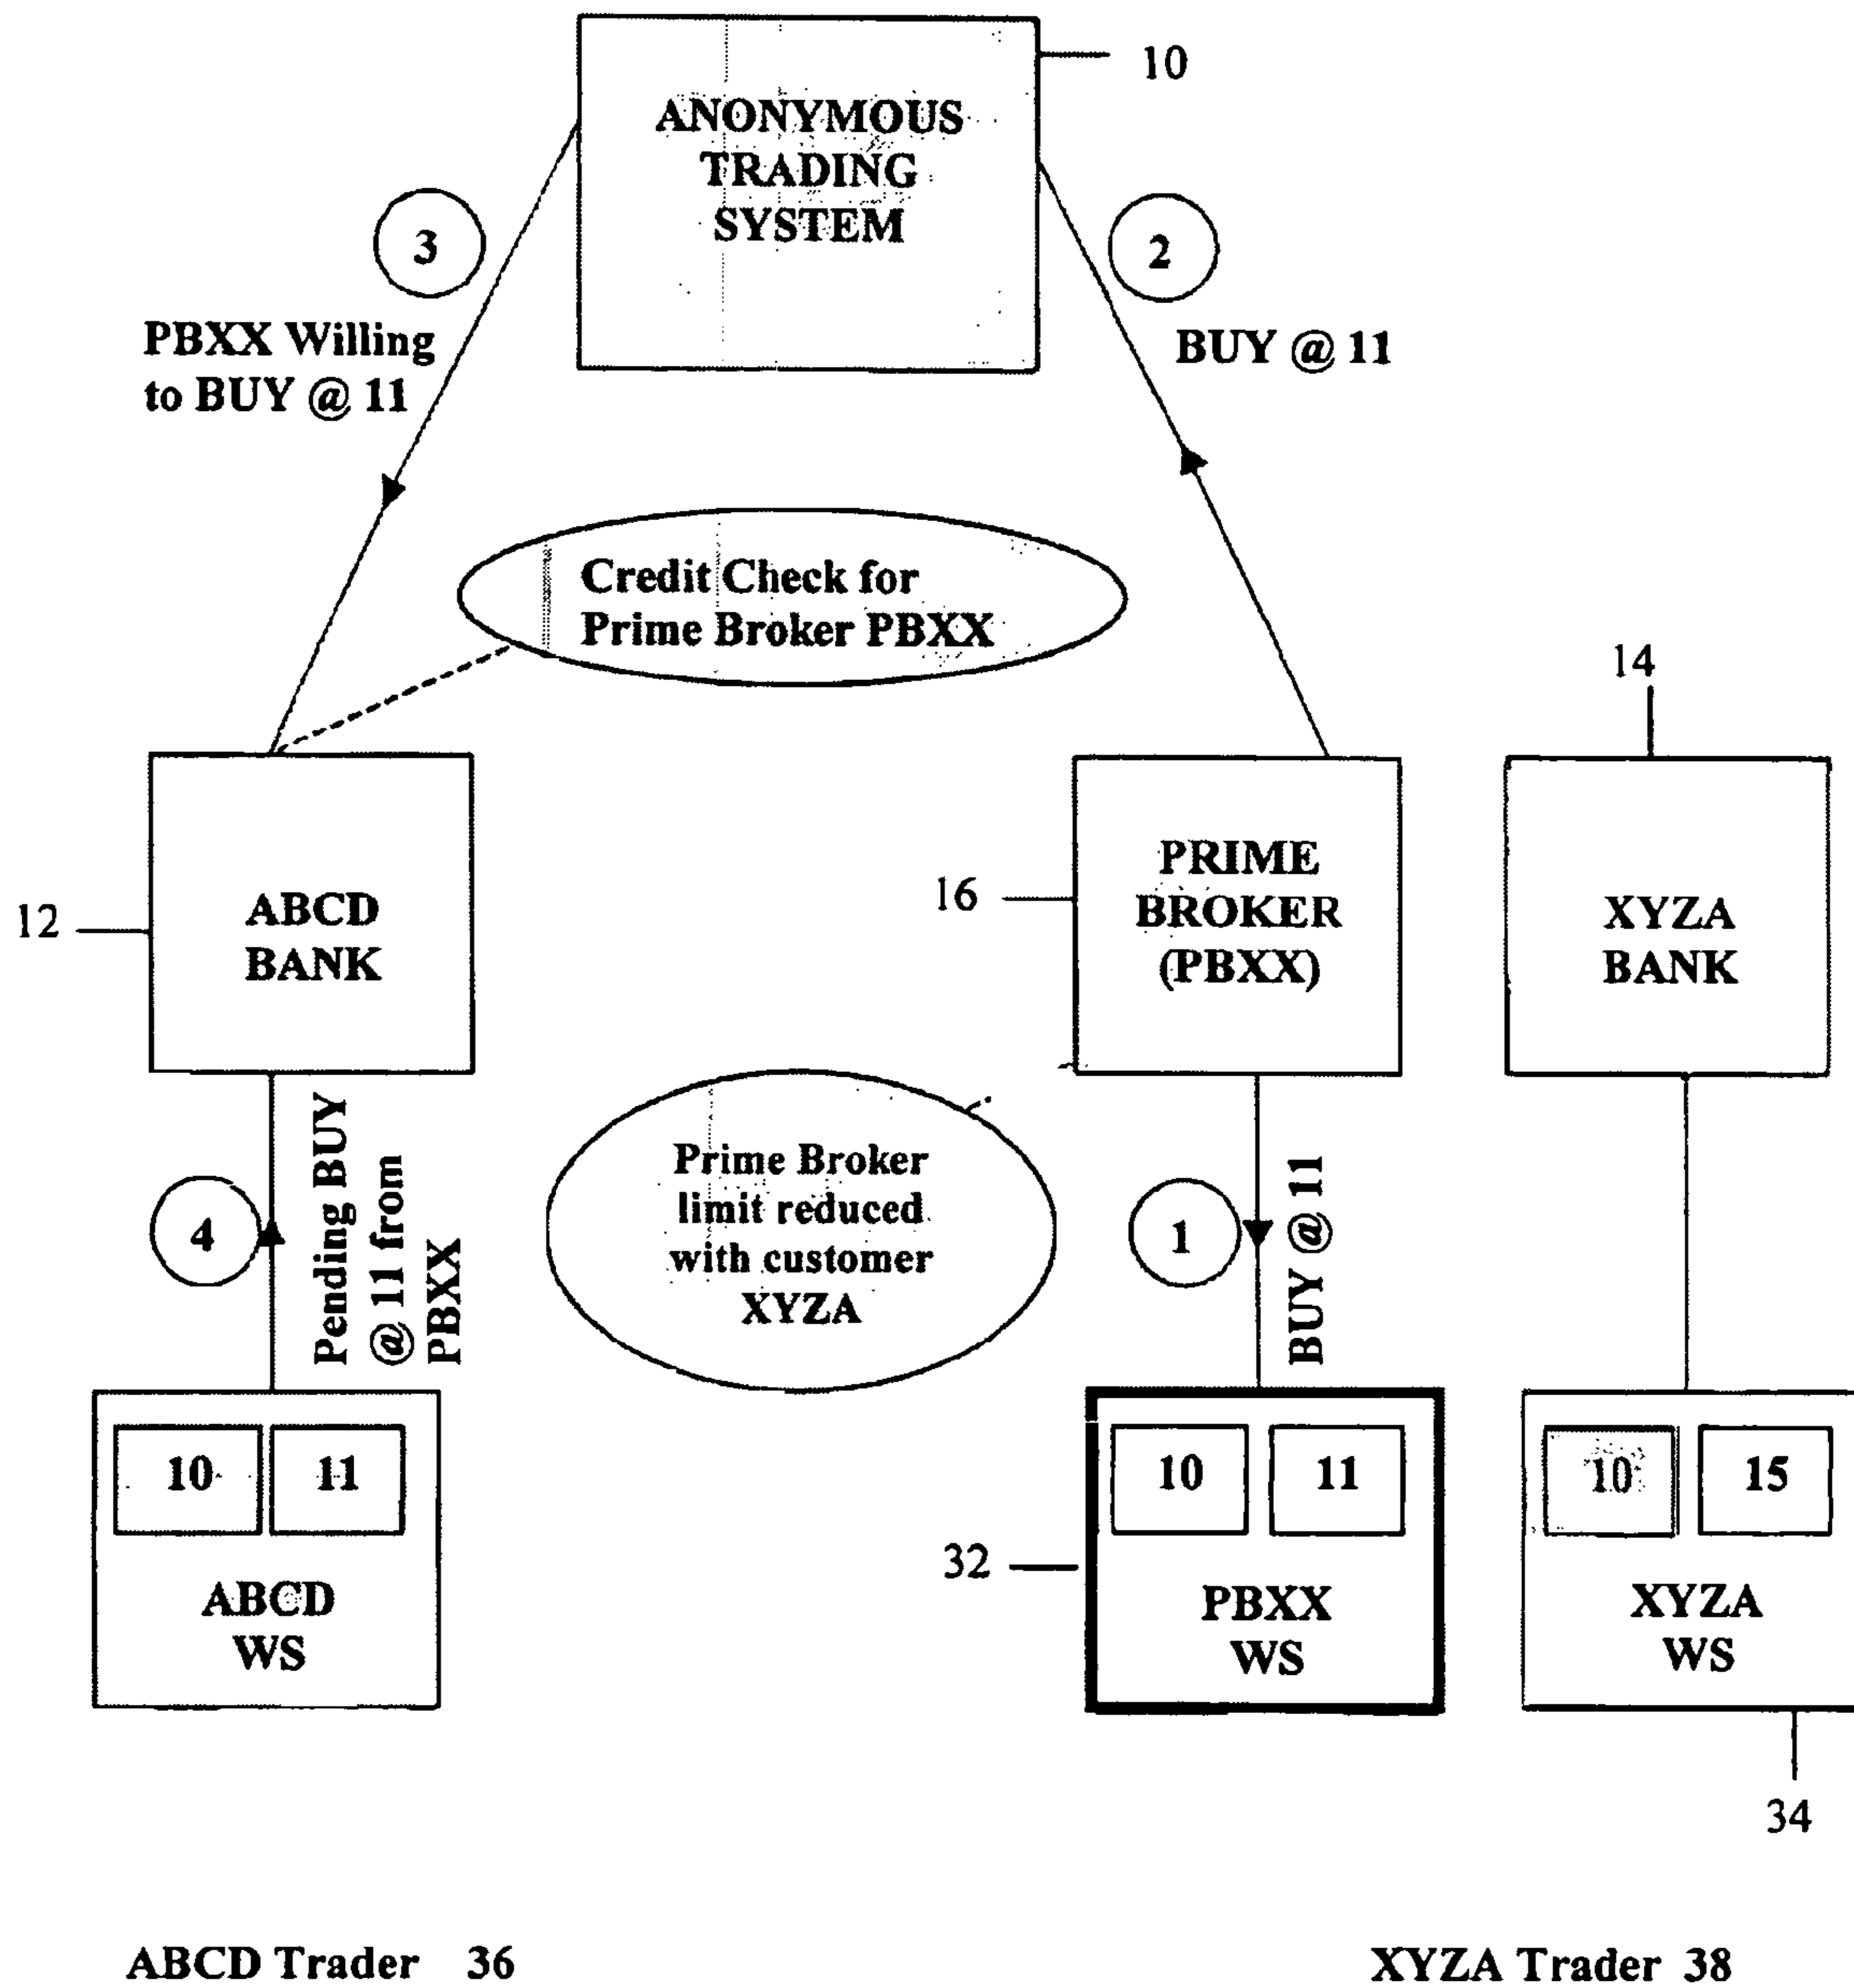 10
ANONYMOUS
TRADING
SYSTEM
3
2
PBXX Willing
to BUY @ 11
BUY @ 11
Credit Check for
Prime Broker PBXX
14
12
ABCD
BANK
16
PRIME
BROKER
(PBXX)
XYZA
BANK
4
Pending BUY
@ 11 from
PBXX
Prime Broker
limit reduced
with customer
XYZA
1
BUY @ 11
10 11
ABCD
WS
32
10 11
PBXX
WS
10 15
XYZA
WS
34
ABCD Trader 36
XYZA Trader 38